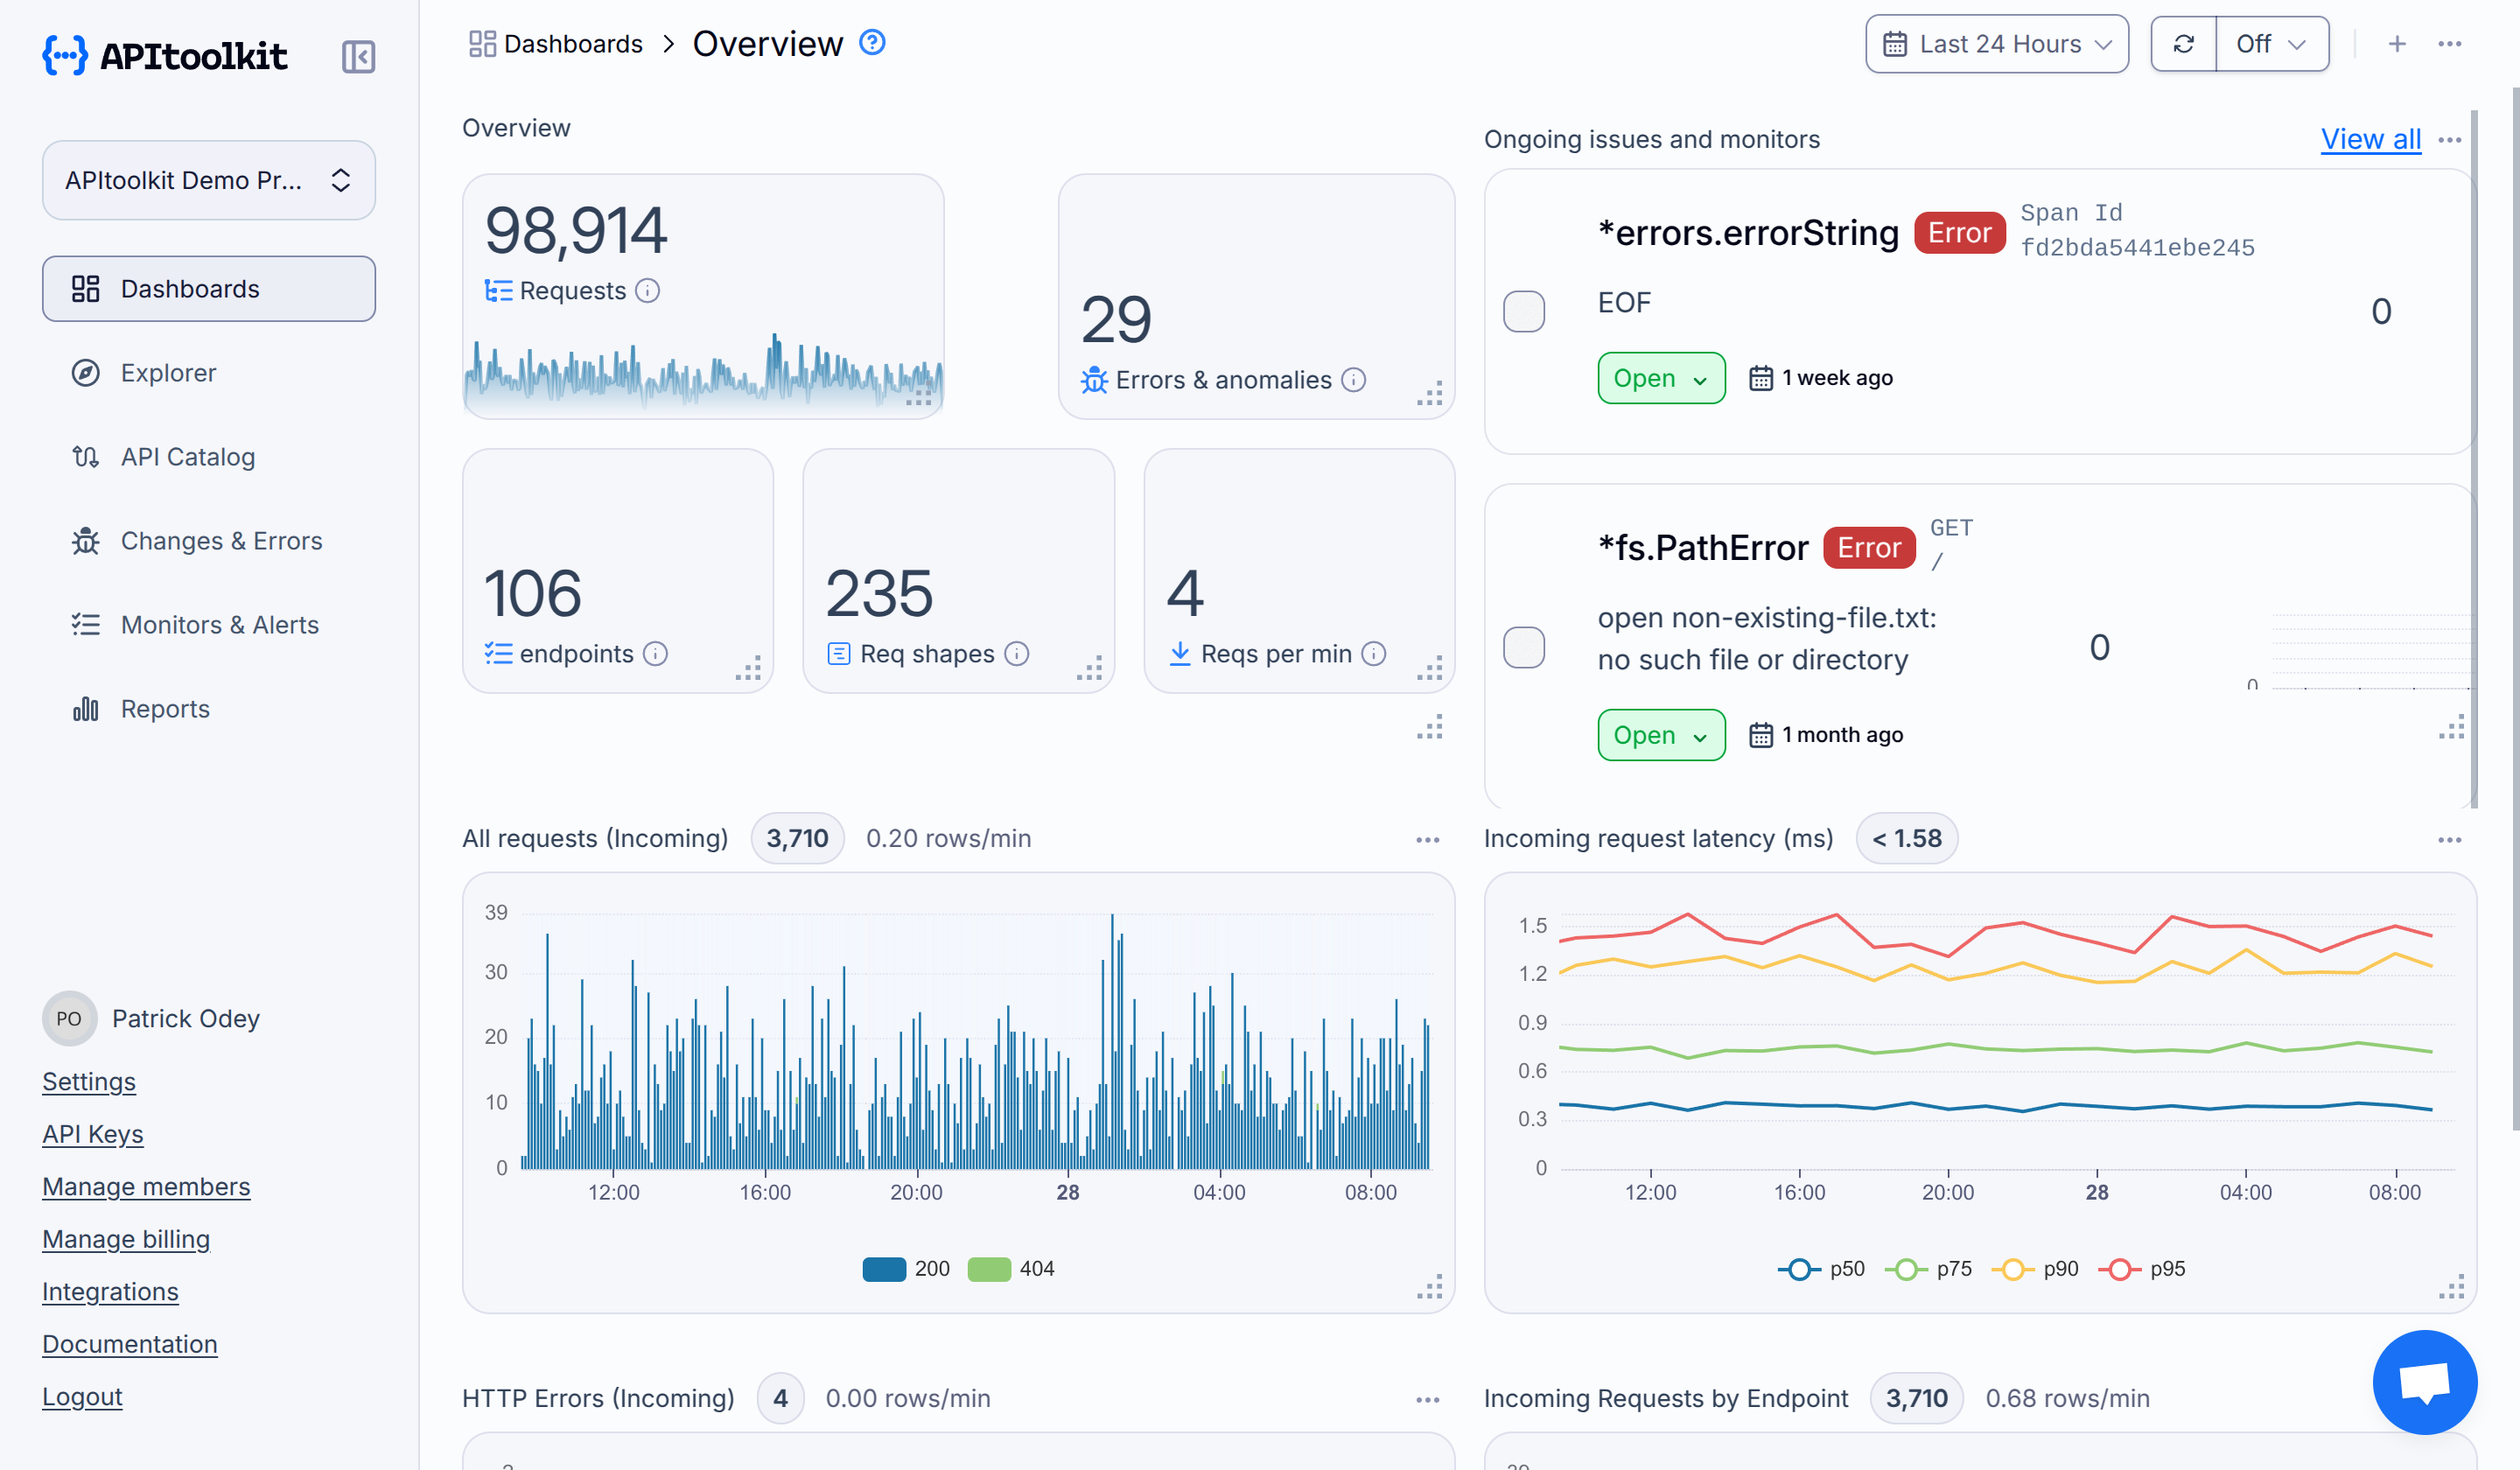 APItoolkit
APItoolkit Demo Pr...
Dashboards
Explorer
API Catalog
Changes & Errors
Monitors & Alerts
Reports
PO
Patrick Odey
Settings
API Keys
Manage members
Manage billing
Integrations
Documentation
Logout
Dashboards > Overview
Last 24 Hours
Off
Overview
98,914
Requests
29
Errors & anomalies
106
endpoints
235
Req shapes
4
Reqs per min
Ongoing issues and monitors
View all
*errors.errorString Error
Span Id
fd2bda5441ebe245
EOF
0
Open
1 week ago
*fs.PathError Error
GET
/
open non-existing-file.txt:
no such file or directory
0
0
Open
1 month ago
All requests (Incoming) 3,710 0.20 rows/min
39
30
20
10
0
12:00 16:00 20:00 28 04:00 08:00
200 404
Incoming request latency (ms) < 1.58
1.5
1.2
0.9
0.6
0.3
0
12:00 16:00 20:00 28 04:00 08:00
p50 p75 p90 p95
HTTP Errors (Incoming) 4 0.00 rows/min
Incoming Requests by Endpoint 3,710 0.68 rows/min